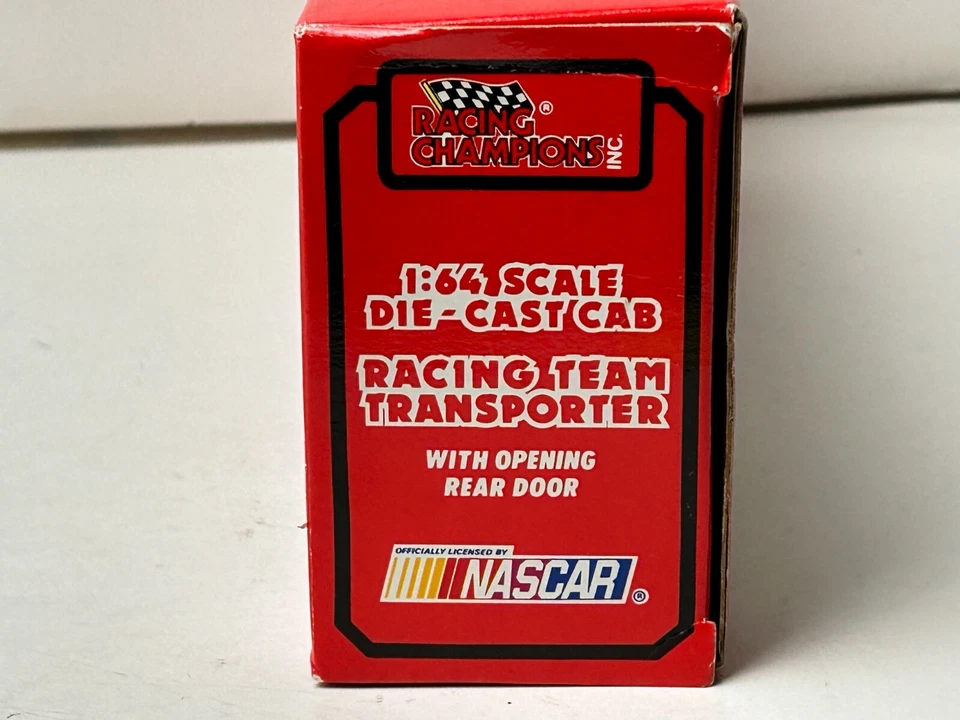 RACING ®
CHAMPIONS INC.
1:64 SCALE
DIE-CAST CAB
RACING TEAM
TRANSPORTER
WITH OPENING
REAR DOOR
OFFICIALLY LICENSED BY
NASCAR ®